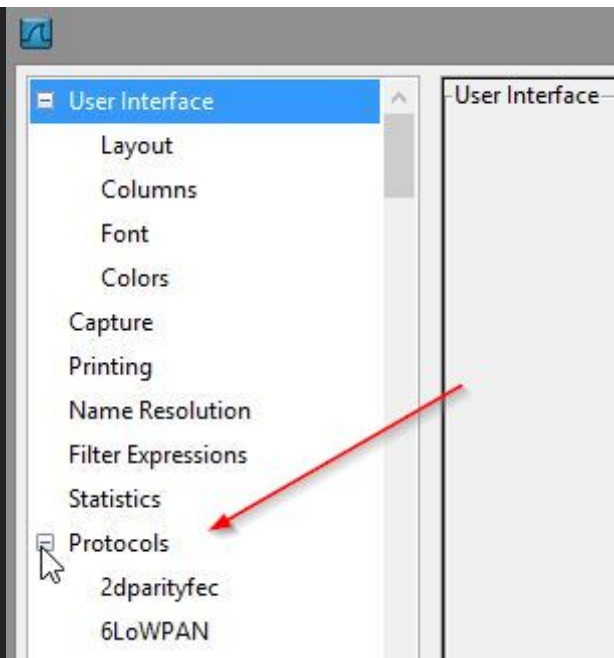 User Interface
Layout
Columns
Font
Colors
Capture
Printing
Name Resolution
Filter Expressions
Statistics
Protocols
2dparityfec
6LoWPAN
User Interface